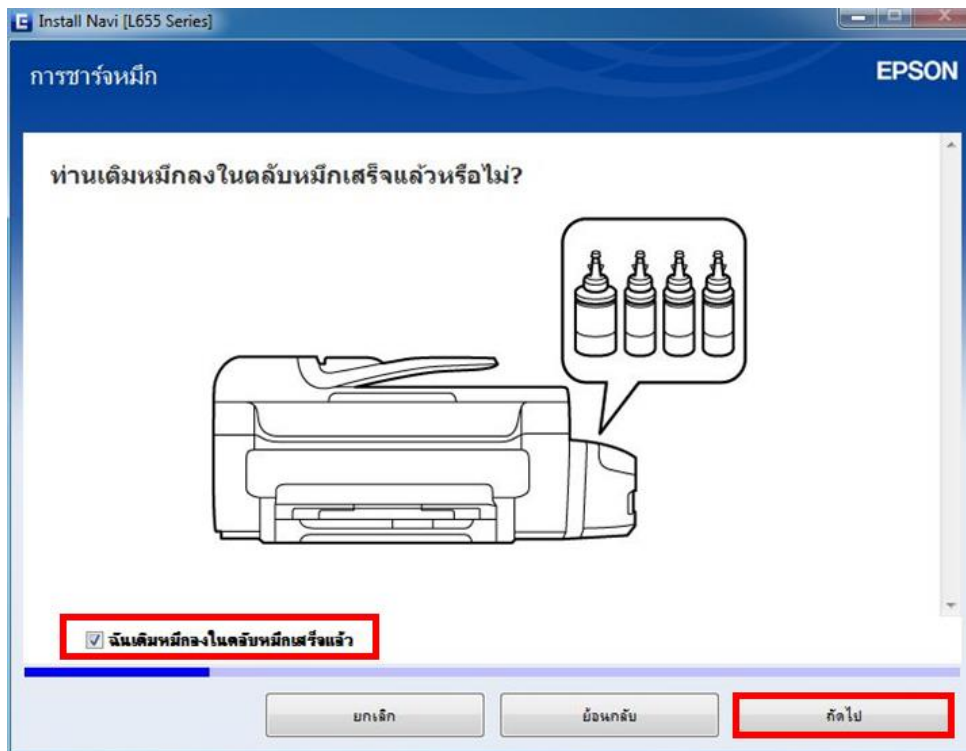 Install Navi [L655 Series]
การชาร์จหมึก
EPSON
ท่านเติมหมึกลงในตลับหมึกเสร็จแล้วหรือไม่?
ฉันเติมหมึกลงในตลับหมึกเสร็จแล้ว
ยกเลิก
ย้อนกลับ
ถัดไป